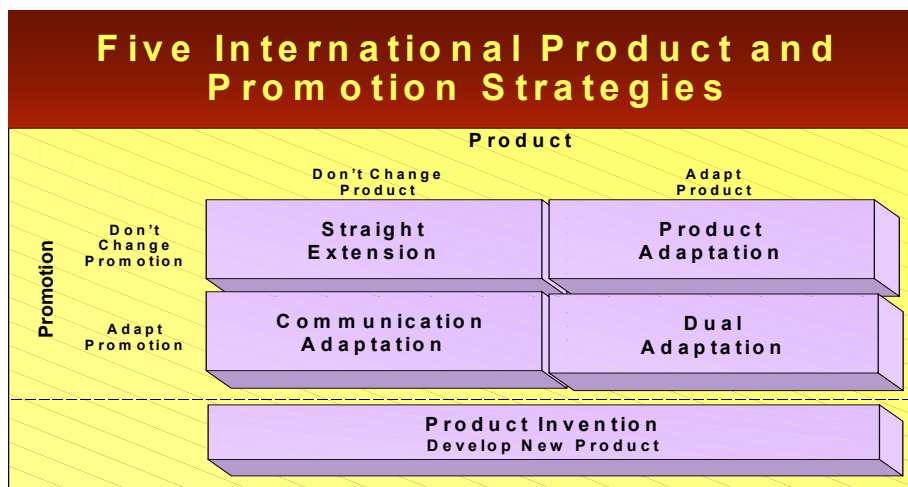 Five International Product and
Promotion Strategies
Product
Don't Change
Product
Adapt
Product
Promotion
Don't
Change
Promotion
Straight
Extension
Product
Adaptation
Adapt
Promotion
Communication
Adaptation
Dual
Adaptation
Product Invention
Develop New Product